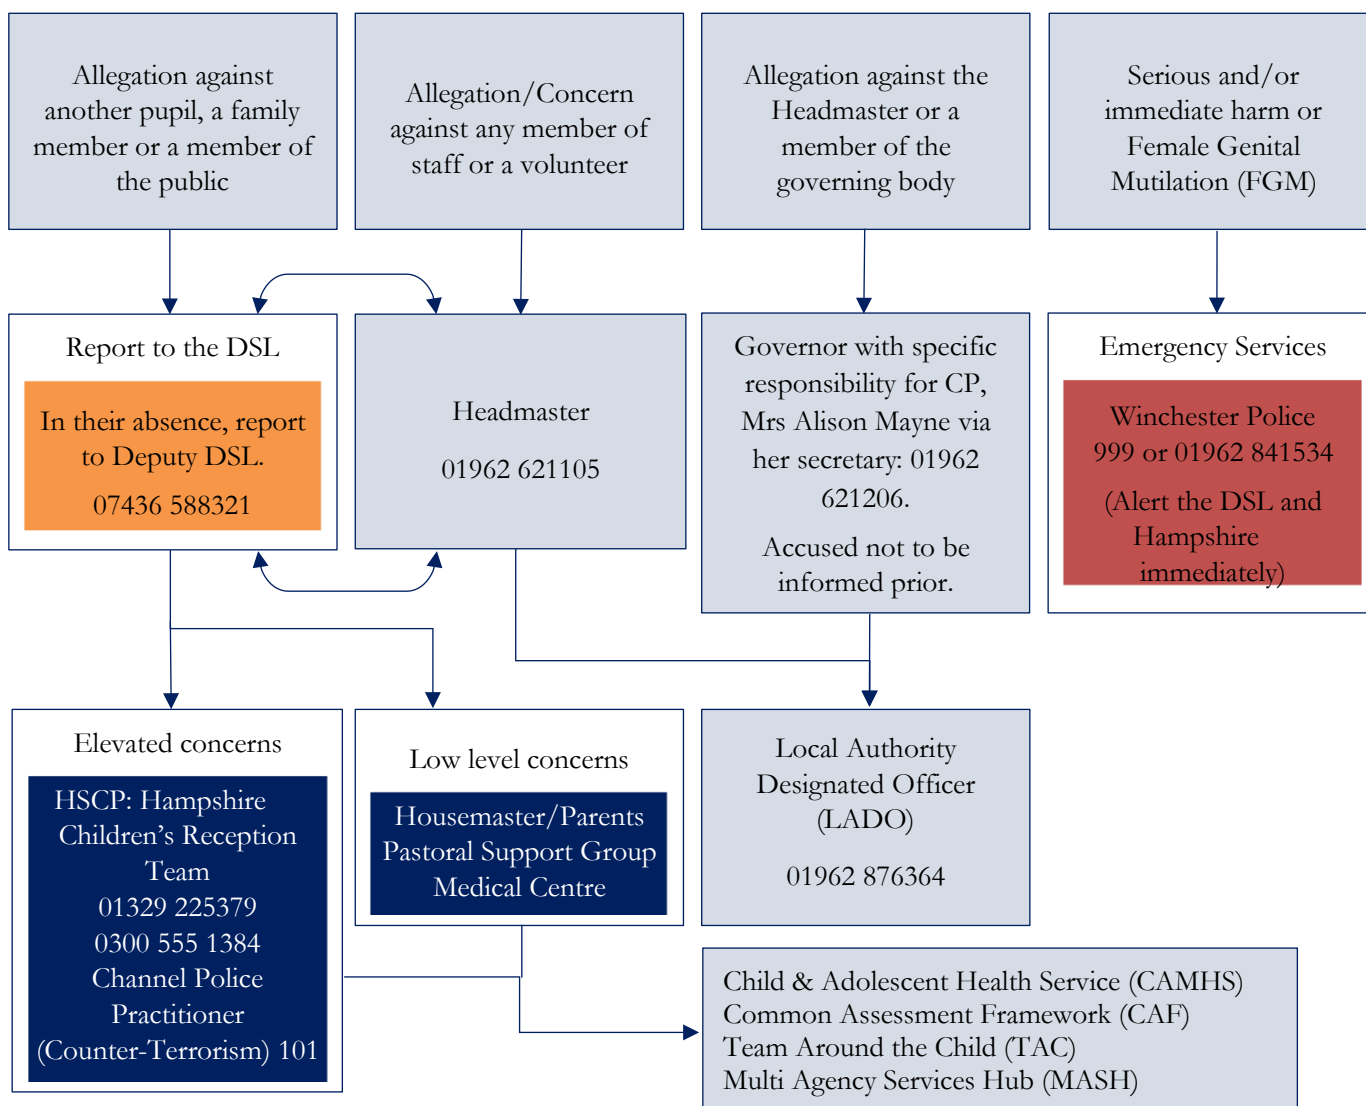 Allegation against
another pupil, a family
member or a member of
the public
Allegation/Concern
against any member of
staff or a volunteer
Allegation against the
Headmaster or a
member of the
governing body
Serious and/or
immediate harm or
Female Genital
Mutilation (FGM)
Report to the DSL
In their absence, report
to Deputy DSL.
07436 588321
Headmaster
01962 621105
Governor with specific
responsibility for CP,
Mrs Alison Mayne via
her secretary: 01962
621206.
Accused not to be
informed prior.
Emergency Services
Winchester Police
999 or 01962 841534
(Alert the DSL and
Hampshire
immediately)
Elevated concerns
HSCP: Hampshire
Children’s Reception
Team
01329 225379
0300 555 1384
Channel Police
Practitioner
(Counter-Terrorism) 101
Low level concerns
Housemaster/Parents
Pastoral Support Group
Medical Centre
Local Authority
Designated Officer
(LADO)
01962 876364
Child & Adolescent Health Service (CAMHS)
Common Assessment Framework (CAF)
Team Around the Child (TAC)
Multi Agency Services Hub (MASH)